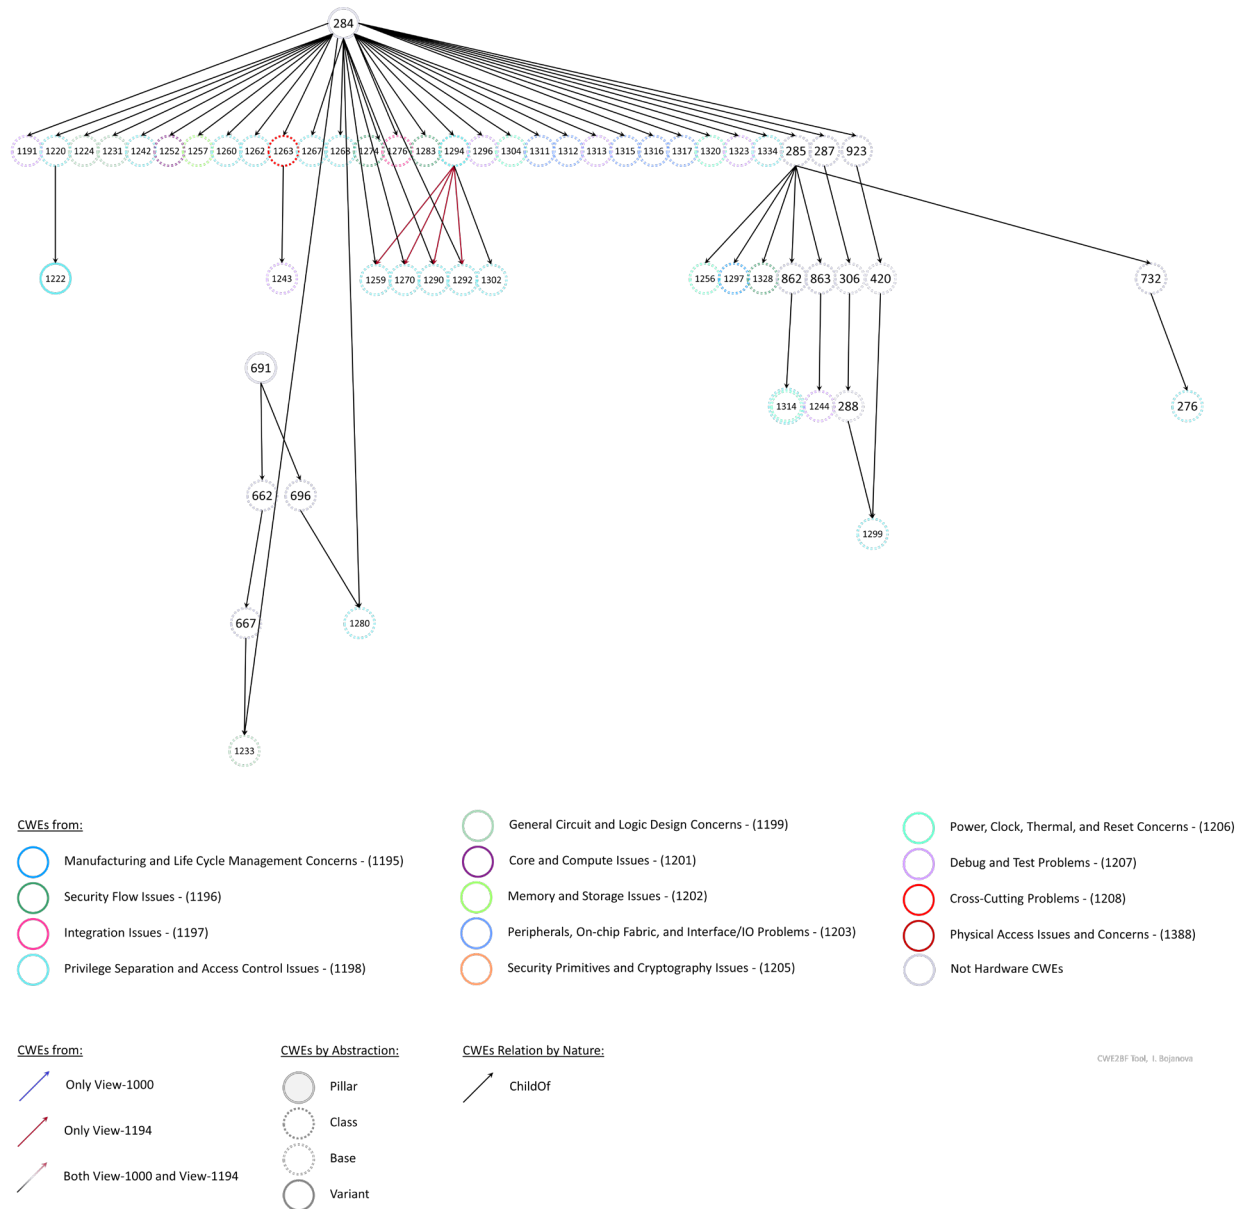 284
1191 1220 1224 1231 1242 1252 1257 1260 1262 1263 1267 1268 1274 1276 1283 1294 1296 1304 1311 1312 1313 1315 1316 1317 1320 1323 1334 285 287 923
1222 1243 1259 1270 1290 1292 1302 1256 1297 1328 862 863 306 420 732
691
1314 1244 288 276
662 696
1299
667 1280
1233
CWEs from:
Manufacturing and Life Cycle Management Concerns - (1195)
Security Flow Issues - (1196)
Integration Issues - (1197)
Privilege Separation and Access Control Issues - (1198)
General Circuit and Logic Design Concerns - (1199)
Core and Compute Issues - (1201)
Memory and Storage Issues - (1202)
Peripherals, On-chip Fabric, and Interface/IO Problems - (1203)
Security Primitives and Cryptography Issues - (1205)
Power, Clock, Thermal, and Reset Concerns - (1206)
Debug and Test Problems - (1207)
Cross-Cutting Problems - (1208)
Physical Access Issues and Concerns - (1388)
Not Hardware CWEs
CWEs from:
Only View-1000
Only View-1194
Both View-1000 and View-1194
CWEs by Abstraction:
Pillar
Class
Base
Variant
CWEs Relation by Nature:
ChildOf
CWE2BF Tool, I. Bojanova